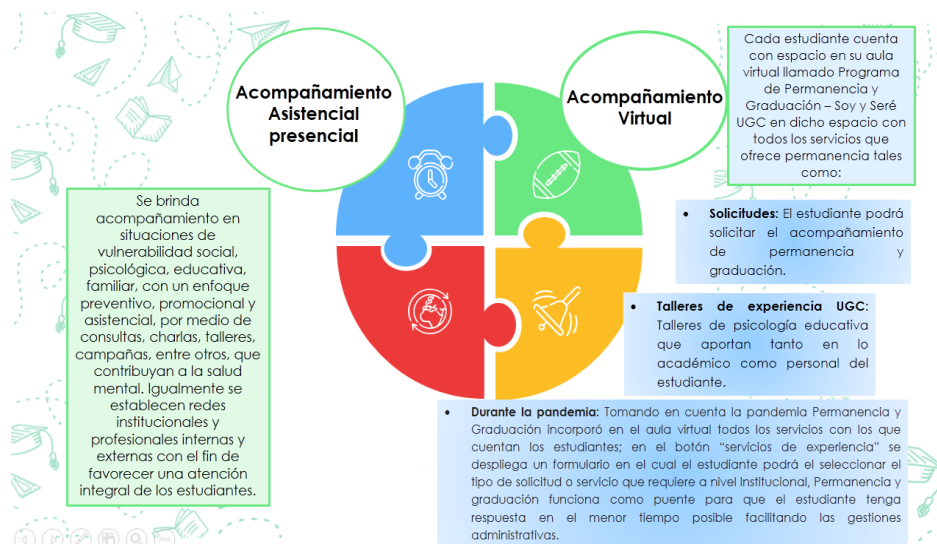 Acompañamiento
Asistencial
presencial
Se brinda
acompañamiento en
situaciones de
vulnerabilidad social,
psicológica, educativa,
familiar, con un enfoque
preventivo, promocional y
asistencial, por medio de
consultas, charlas, talleres,
campañas, entre otros, que
contribuyan a la salud
mental. Igualmente se
establecen redes
institucionales y
profesionales internas y
externas con el fin de
favorecer una atención
integral de los estudiantes.
Acompañamiento
Virtual
Cada estudiante cuenta
con espacio en su aula
virtual llamado Programa
de Permanencia y
Graduación – Soy y Seré
UGC en dicho espacio con
todos los servicios que
ofrece permanencia tales
como:
• Solicitudes: El estudiante podrá
solicitar el acompañamiento
de permanencia y
graduación.
• Talleres de experiencia UGC:
Talleres de psicología educativa
que aportan tanto en lo
académico como personal del
estudiante.
• Durante la pandemia: Tomando en cuenta la pandemia Permanencia y
Graduación incorporó en el aula virtual todos los servicios con los que
cuentan los estudiantes; en el botón “servicios de experiencia” se
despliega un formulario en el cual el estudiante podrá el seleccionar el
tipo de solicitud o servicio que requiere a nivel Institucional, Permanencia y
graduación funciona como puente para que el estudiante tenga
respuesta en el menor tiempo posible facilitando las gestiones
administrativas.